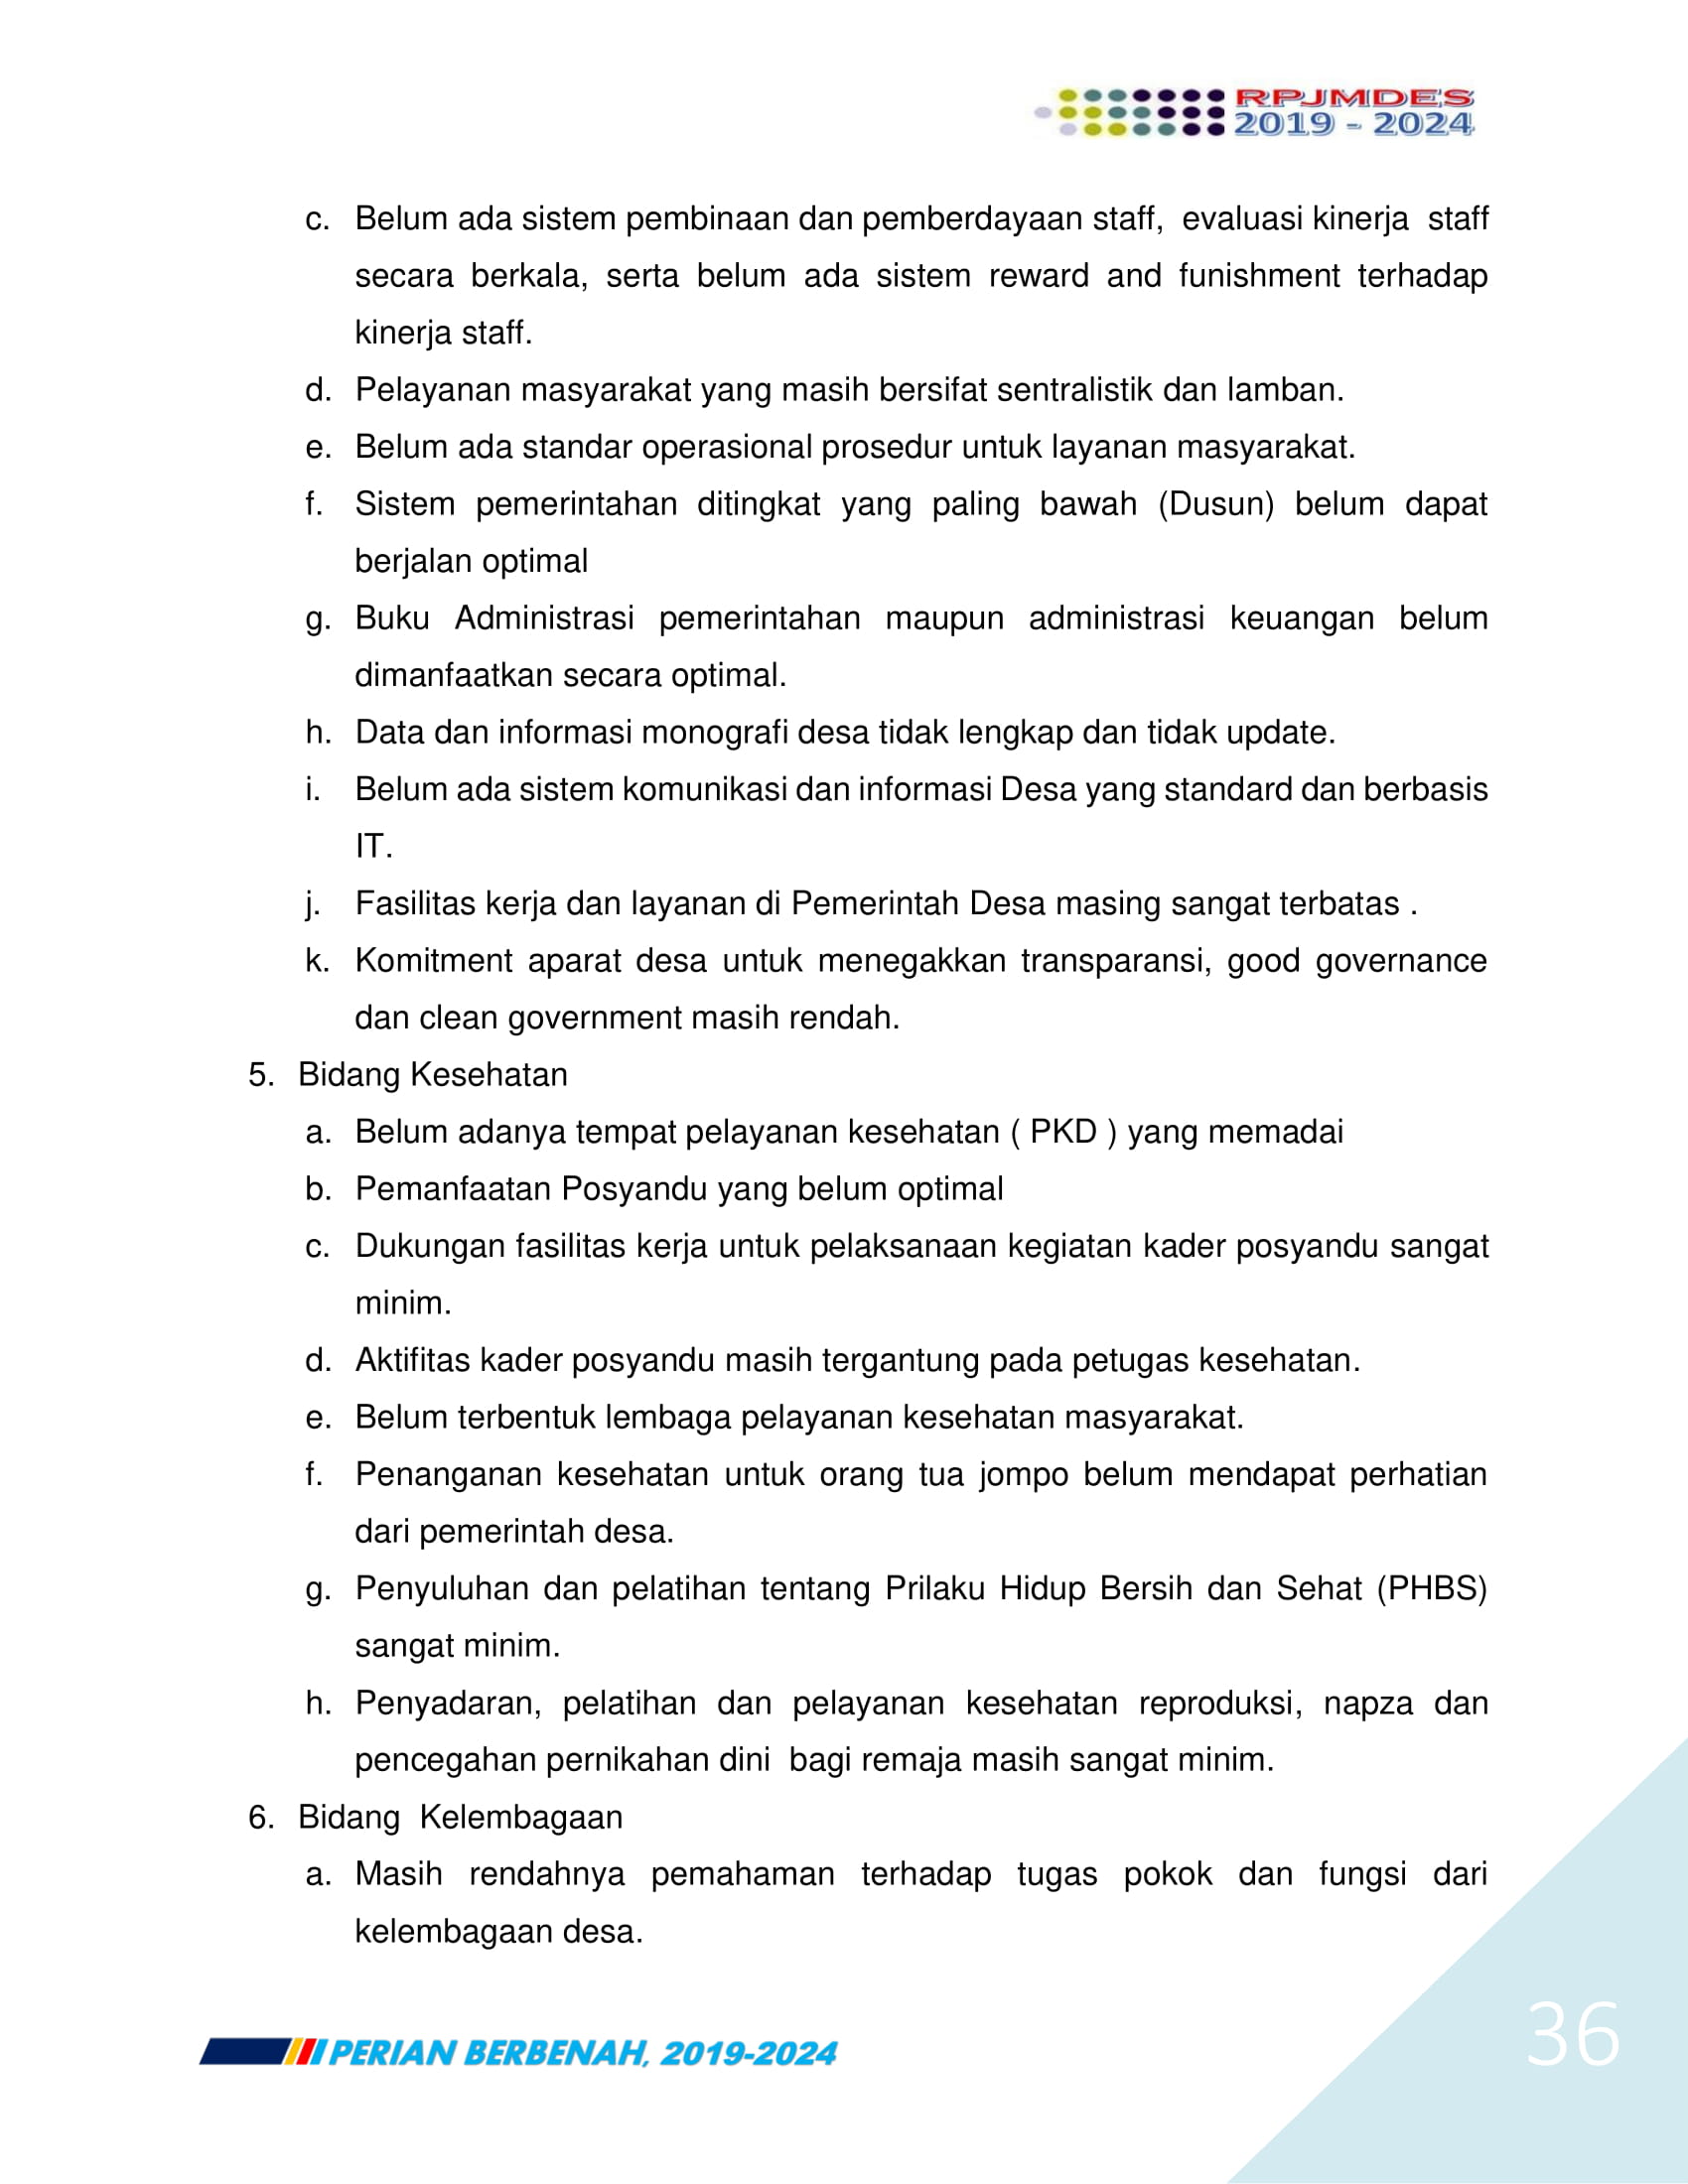 RPJMDES
2019 - 2024
c. Belum ada sistem pembinaan dan pemberdayaan staff, evaluasi kinerja staff
secara berkala, serta belum ada sistem reward and funishment terhadap
kinerja staff.
d. Pelayanan masyarakat yang masih bersifat sentralistik dan lamban.
e. Belum ada standar operasional prosedur untuk layanan masyarakat.
f. Sistem pemerintahan ditingkat yang paling bawah (Dusun) belum dapat
berjalan optimal
g. Buku Administrasi pemerintahan maupun administrasi keuangan belum
dimanfaatkan secara optimal.
h. Data dan informasi monografi desa tidak lengkap dan tidak update.
i. Belum ada sistem komunikasi dan informasi Desa yang standard dan berbasis
IT.
j. Fasilitas kerja dan layanan di Pemerintah Desa masing sangat terbatas .
k. Komitment aparat desa untuk menegakkan transparansi, good governance
dan clean government masih rendah.
5. Bidang Kesehatan
a. Belum adanya tempat pelayanan kesehatan ( PKD ) yang memadai
b. Pemanfaatan Posyandu yang belum optimal
c. Dukungan fasilitas kerja untuk pelaksanaan kegiatan kader posyandu sangat
minim.
d. Aktifitas kader posyandu masih tergantung pada petugas kesehatan.
e. Belum terbentuk lembaga pelayanan kesehatan masyarakat.
f. Penanganan kesehatan untuk orang tua jompo belum mendapat perhatian
dari pemerintah desa.
g. Penyuluhan dan pelatihan tentang Prilaku Hidup Bersih dan Sehat (PHBS)
sangat minim.
h. Penyadaran, pelatihan dan pelayanan kesehatan reproduksi, napza dan
pencegahan pernikahan dini bagi remaja masih sangat minim.
6. Bidang Kelembagaan
a. Masih rendahnya pemahaman terhadap tugas pokok dan fungsi dari
kelembagaan desa.
PERIAN BERBENAH, 2019-2024
36